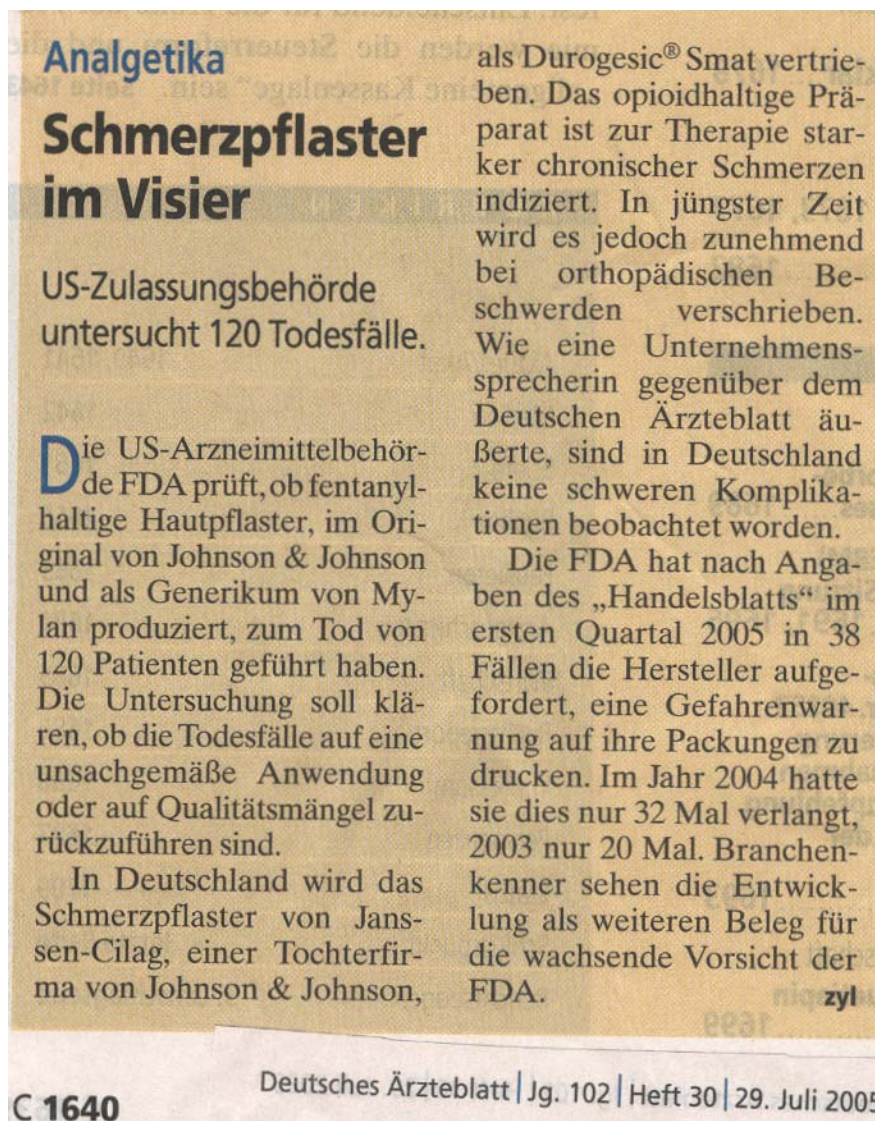 Analgetika
Schmerzpflaster
im Visier
US-Zulassungsbehörde
untersucht 120 Todesfälle.
Die US-Arzneimittelbehör-
de FDA prüft, ob fentanyl-
haltige Hautpflaster, im Ori-
ginal von Johnson & Johnson
und als Generikum von My-
lan produziert, zum Tod von
120 Patienten geführt haben.
Die Untersuchung soll klä-
ren, ob die Todesfälle auf eine
unsachgemäße Anwendung
oder auf Qualitätsmängel zu-
rückzuführen sind.
In Deutschland wird das
Schmerzpflaster von Jans-
sen-Cilag, einer Tochterfir-
ma von Johnson & Johnson,
als Durogesic® Smat vertrie-
ben. Das opioidhaltige Prä-
parat ist zur Therapie star-
ker chronischer Schmerzen
indiziert. In jüngster Zeit
wird es jedoch zunehmend
bei orthopädischen Be-
schwerden verschrieben.
Wie eine Unternehmens-
sprecherin gegenüber dem
Deutschen Ärzteblatt äu-
ßerte, sind in Deutschland
keine schweren Komplika-
tionen beobachtet worden.
Die FDA hat nach Anga-
ben des „Handelsblatts“ im
ersten Quartal 2005 in 38
Fällen die Hersteller aufge-
fordert, eine Gefahrenwar-
nung auf ihre Packungen zu
drucken. Im Jahr 2004 hatte
sie dies nur 32 Mal verlangt,
2003 nur 20 Mal. Branchen-
kenner sehen die Entwick-
lung als weiteren Beleg für
die wachsende Vorsicht der
FDA. zyl
C 1640
Deutsches Ärzteblatt | Jg. 102 | Heft 30 | 29. Juli 2005